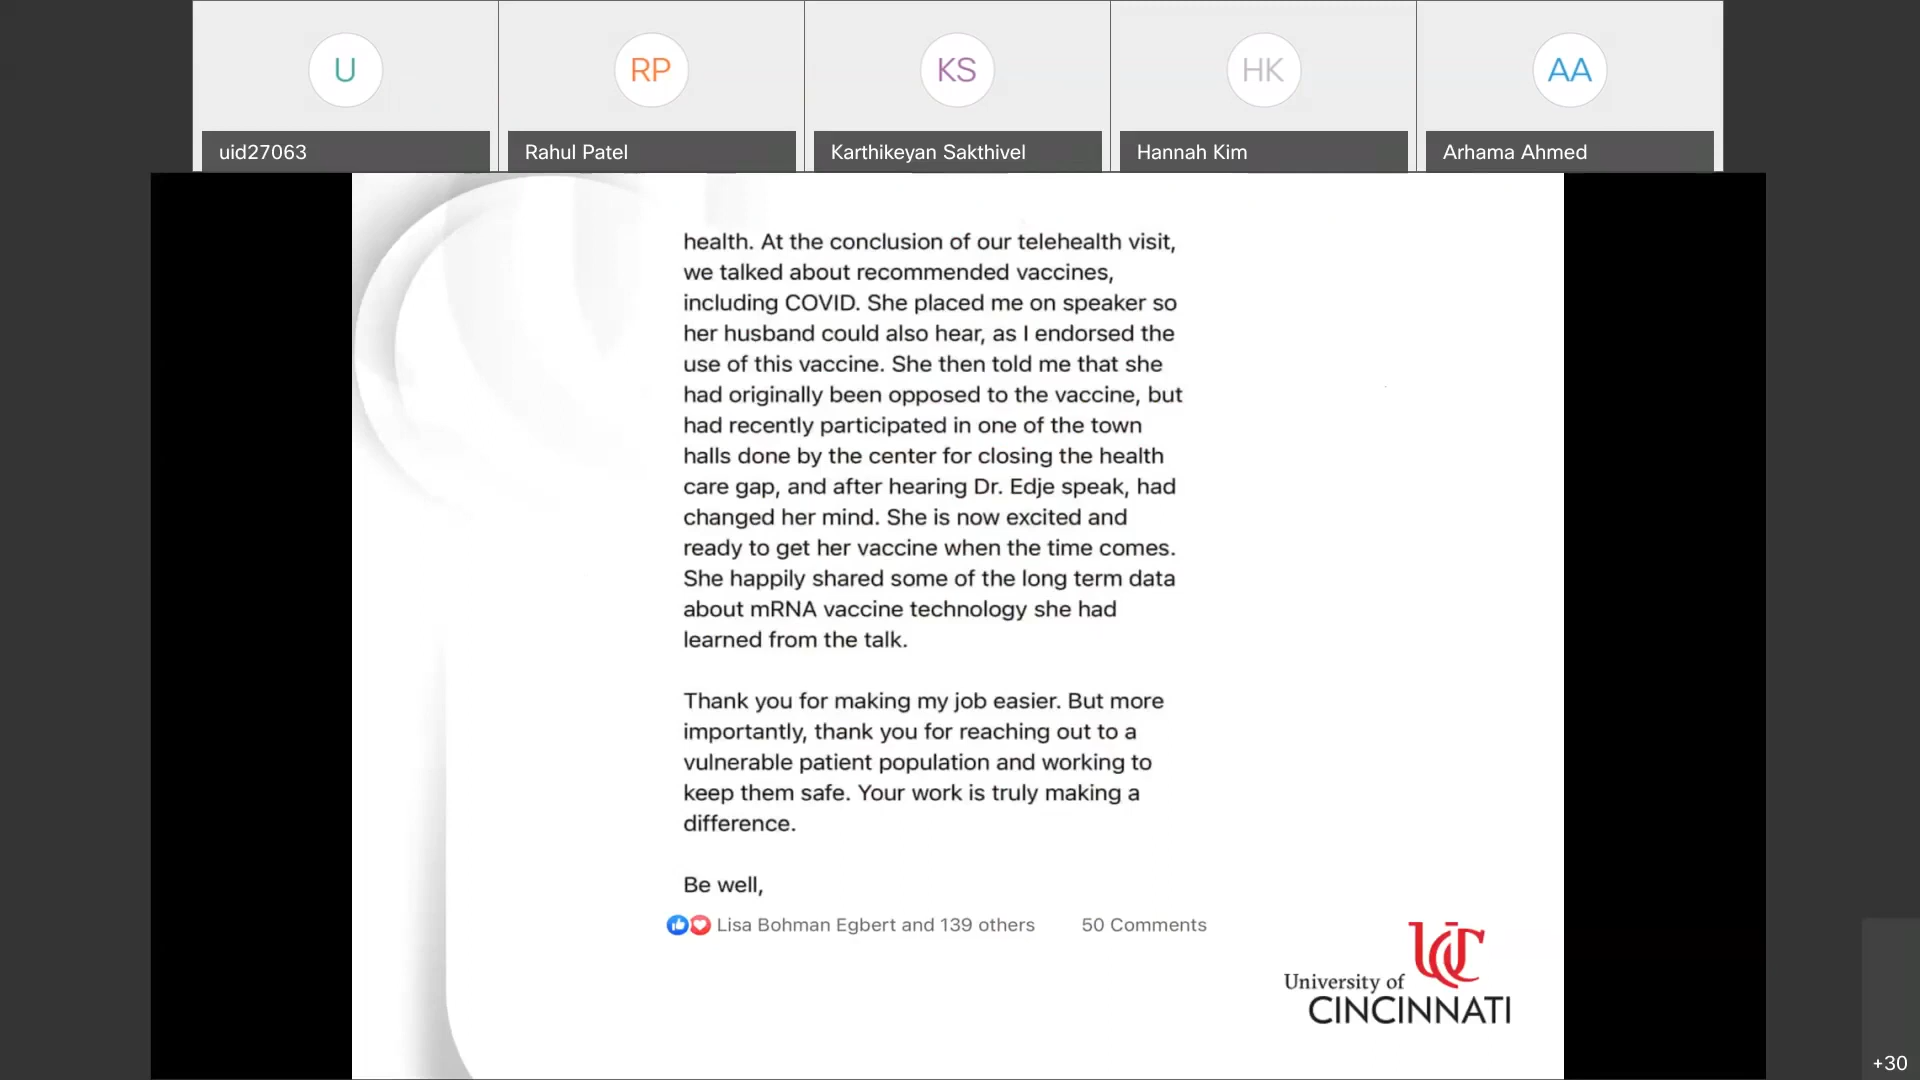 U
RP
KS
HK
AA
uid27063
Rahul Patel
Karthikeyan Sakthivel
Hannah Kim
Arhama Ahmed
health. At the conclusion of our telehealth visit,
we talked about recommended vaccines,
including COVID. She placed me on speaker so
her husband could also hear, as I endorsed the
use of this vaccine. She then told me that she
had originally been opposed to the vaccine, but
had recently participated in one of the town
halls done by the center for closing the health
care gap, and after hearing Dr. Edje speak, had
changed her mind. She is now excited and
ready to get her vaccine when the time comes.
She happily shared some of the long term data
about mRNA vaccine technology she had
learned from the talk.
Thank you for making my job easier. But more
importantly, thank you for reaching out to a
vulnerable patient population and working to
keep them safe. Your work is truly making a
difference.
Be well,
Lisa Bohman Egbert and 139 others 50 Comments
UC
University of
CINCINNATI
+30